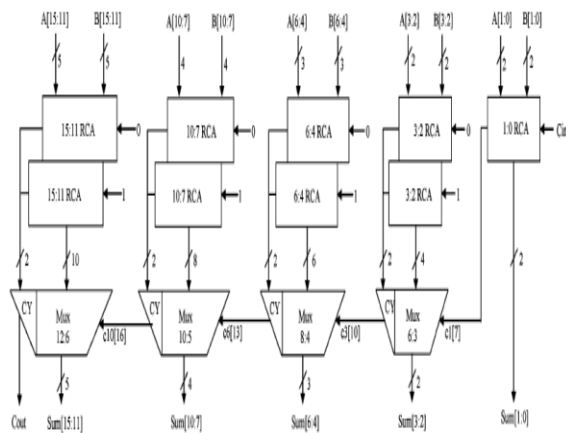 A[15:11] B[15:11] A[10:7] B[10:7] A[6:4] B[6:4] A[3:2] B[3:2] A[1:0] B[1:0]
5 5 4 4 3 3 2 2 2 2
15:11 RCA 0 10:7 RCA 0 6:4 RCA 0 3:2 RCA 0 1:0 RCA Cin
15:11 RCA 1 10:7 RCA 1 6:4 RCA 1 3:2 RCA 1
2 10 2 8 2 6 2 4 2
CY Mux CY Mux CY Mux CY Mux
12:6 c10[16] 10:5 c6[13] 8:4 c3[10] 6:3 c1[7]
5 4 3 2
Cout Sum[15:11] Sum[10:7] Sum[6:4] Sum[3:2] Sum[1:0]